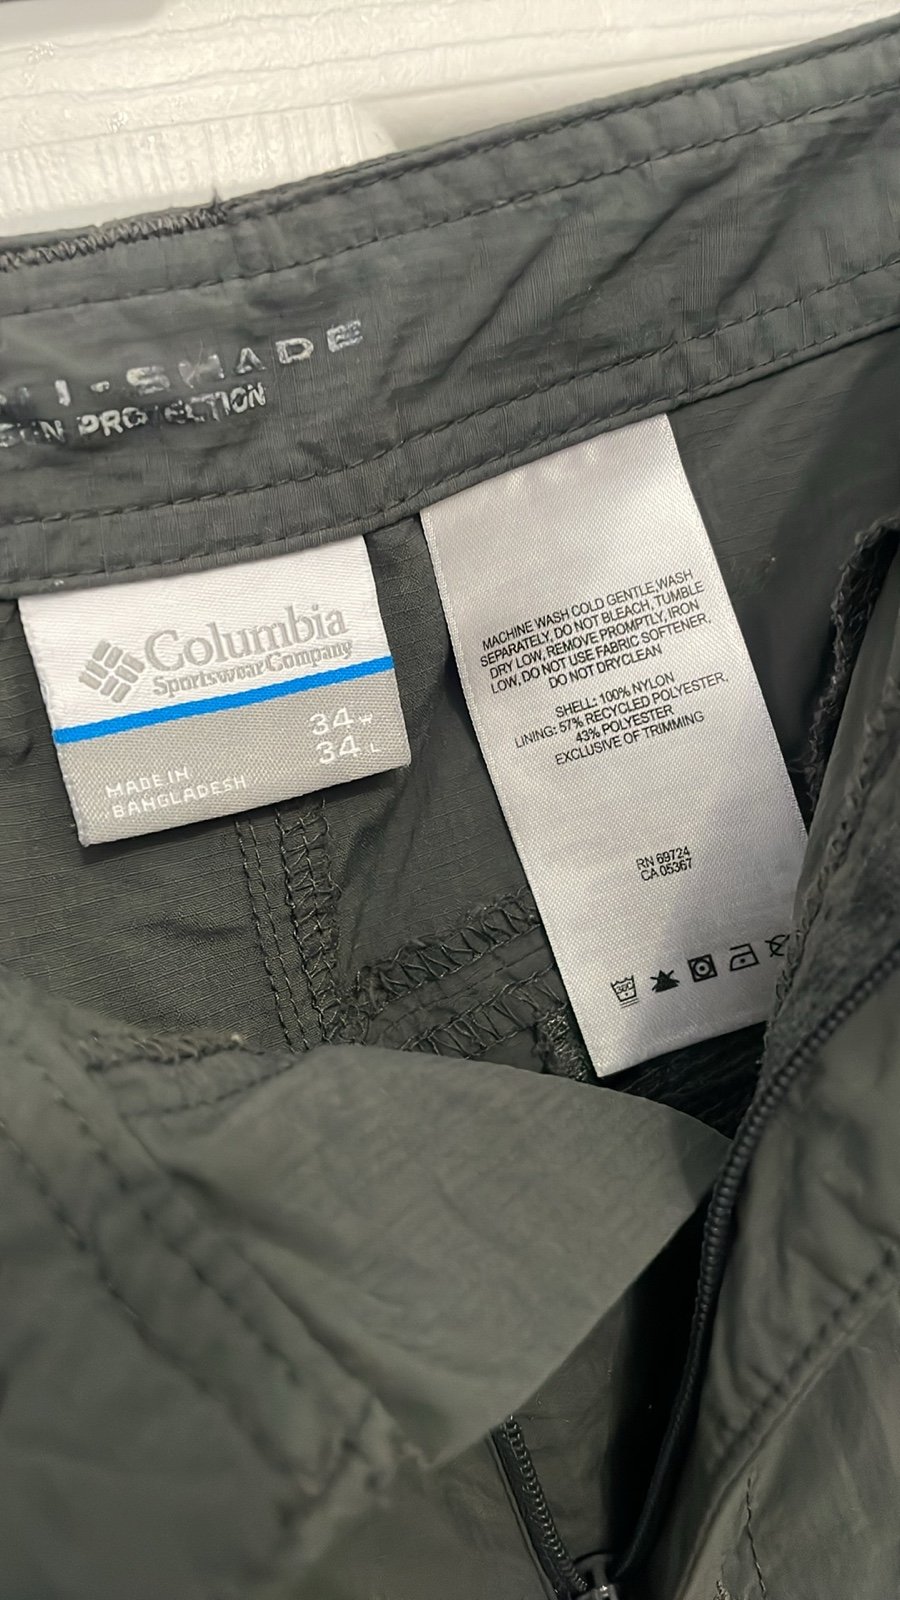 I-SHADE
SUN PROTECTION
Columbia
Sportswear Company
34 W
34 L
MADE IN
BANGLADESH
MACHINE WASH COLD GENTLE,WASH
SEPARATELY, DO NOT BLEACH, TUMBLE
DRY LOW, REMOVE PROMPTLY, IRON
LOW, DO NOT USE FABRIC SOFTENER,
DO NOT DRYCLEAN
SHELL: 100% NYLON
LINING: 57% RECYCLED POLYESTER,
43% POLYESTER
EXCLUSIVE OF TRIMMING
RN 69724
CA 05367
30C